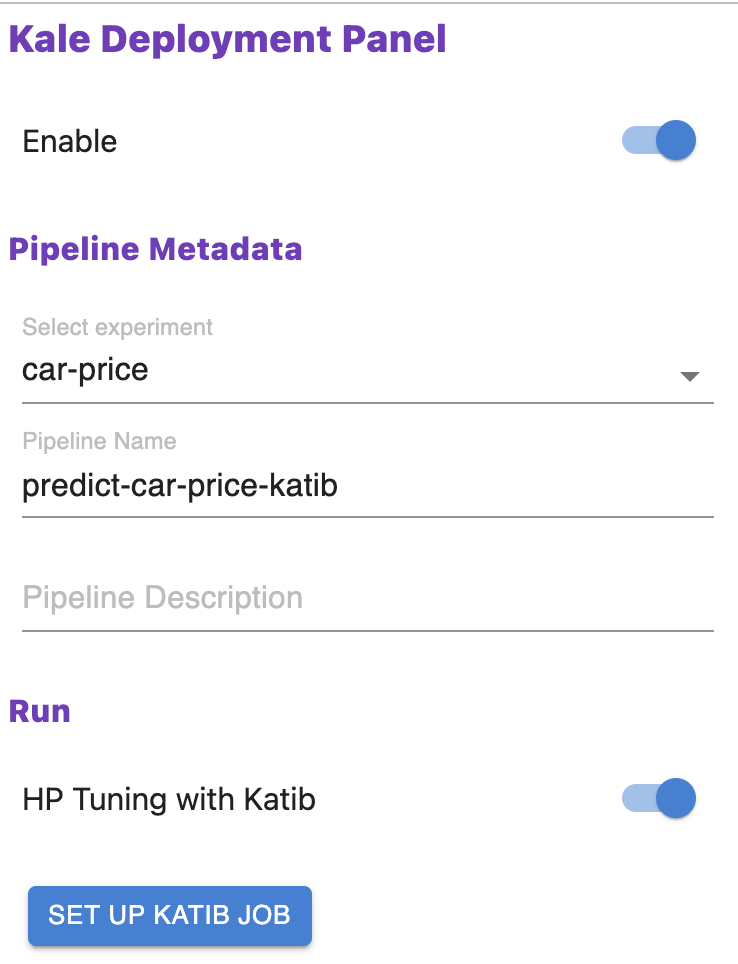 Kale Deployment Panel
Enable
Pipeline Metadata
Select experiment
car-price
Pipeline Name
predict-car-price-katib
Pipeline Description
Run
HP Tuning with Katib
SET UP KATIB JOB